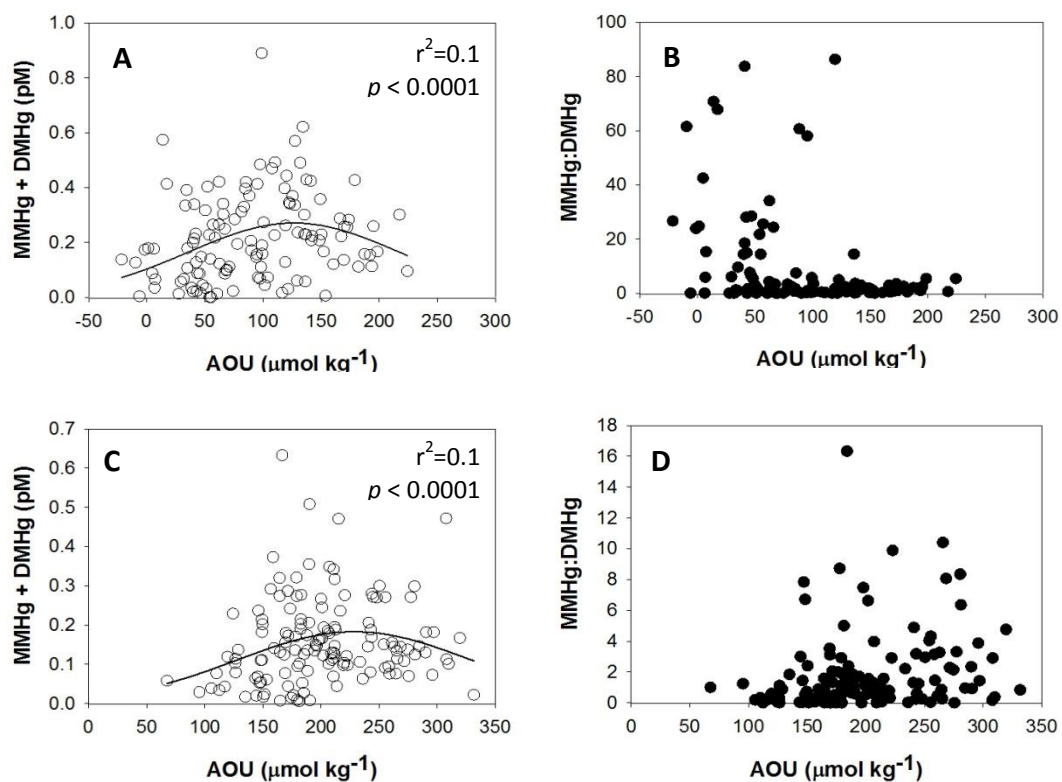 A
r²=0.1
p < 0.0001
MMHg + DMHg (pM)
1.0
0.8
0.6
0.4
0.2
0.0
-50 0 50 100 150 200 250 300
AOU (μmol kg⁻¹)
B
MMHg:DMHg
100
80
60
40
20
0
-50 0 50 100 150 200 250 300
AOU (μmol kg⁻¹)
C
r²=0.1
p < 0.0001
MMHg + DMHg (pM)
0.7
0.6
0.5
0.4
0.3
0.2
0.1
0.0
0 50 100 150 200 250 300 350
AOU (μmol kg⁻¹)
D
MMHg:DMHg
18
16
14
12
10
8
6
4
2
0
0 50 100 150 200 250 300 350
AOU (μmol kg⁻¹)